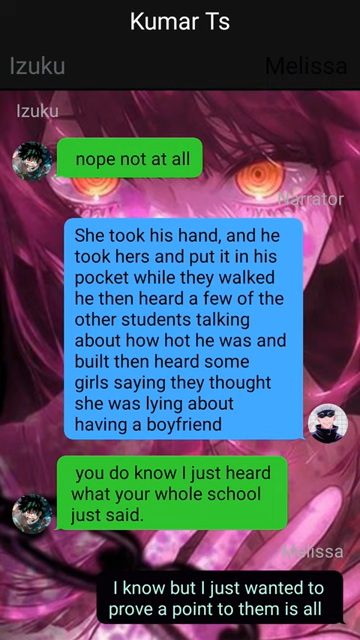 Kumar Ts
Izuku Melissa
Izuku
nope not at all
Narrator
She took his hand, and he
took hers and put it in his
pocket while they walked
he then heard a few of the
other students talking
about how hot he was and
built then heard some
girls saying they thought
she was lying about
having a boyfriend
you do know I just heard
what your whole school
just said.
Melissa
I know but I just wanted to
prove a point to them is all